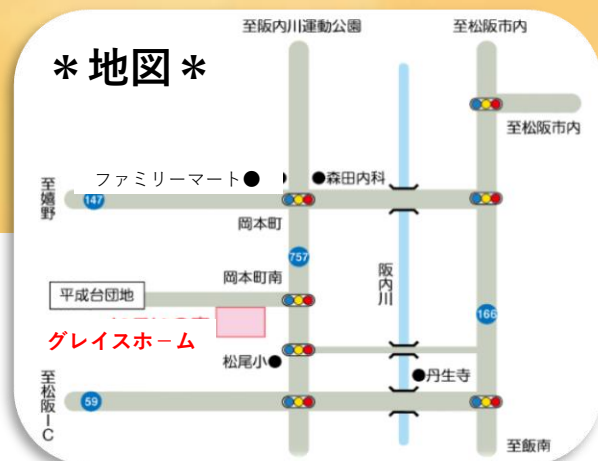 至阪内川運動公園
至松阪市内
＊地図＊
至松阪市内
ファミリーマート●
●森田内科
至嬉野
147
岡本町
757
岡本町南
阪内川
平成台団地
166
グレイスホーム
松尾小●
●丹生寺
至松阪IC
59
至飯南